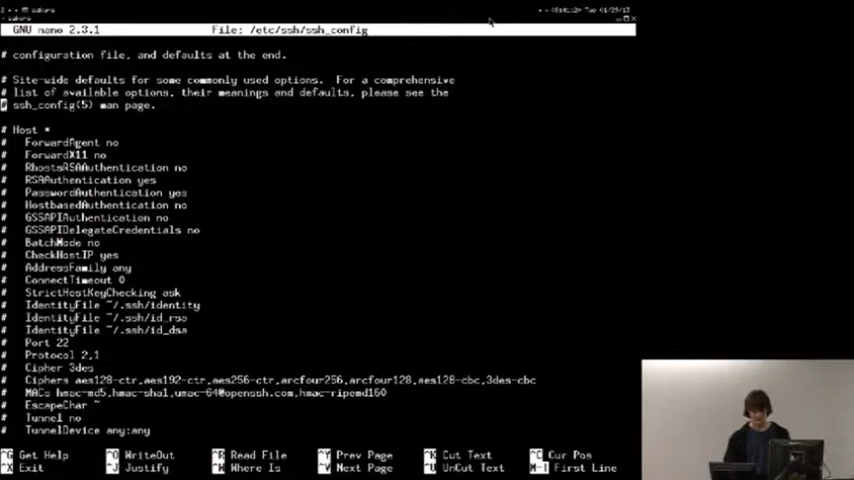 sakura
Tue 01/29/13
sakura
GNU nano 2.3.1 File: /etc/ssh/ssh_config
# configuration file, and defaults at the end.
# Site-wide defaults for some commonly used options. For a comprehensive
# list of available options, their meanings and defaults, please see the
# ssh_config(5) man page.
# Host *
# ForwardAgent no
# ForwardX11 no
# RhostsRSAAuthentication no
# RSAAuthentication yes
# PasswordAuthentication yes
# HostbasedAuthentication no
# GSSAPIAuthentication no
# GSSAPIDelegateCredentials no
# BatchMode no
# CheckHostIP yes
# AddressFamily any
# ConnectTimeout 0
# StrictHostKeyChecking ask
# IdentityFile ~/.ssh/identity
# IdentityFile ~/.ssh/id_rsa
# IdentityFile ~/.ssh/id_dsa
# Port 22
# Protocol 2,1
# Cipher 3des
# Ciphers aes128-ctr,aes192-ctr,aes256-ctr,arcfour256,arcfour128,aes128-cbc,3des-cbc
# MACs hmac-md5,hmac-sha1,umac-64@openssh.com,hmac-ripemd160
# EscapeChar ~
# Tunnel no
# TunnelDevice any:any
^G Get Help ^O WriteOut ^R Read File ^Y Prev Page ^K Cut Text ^C Cur Pos
^X Exit ^J Justify ^W Where Is ^V Next Page ^U UnCut Text M-\ First Line